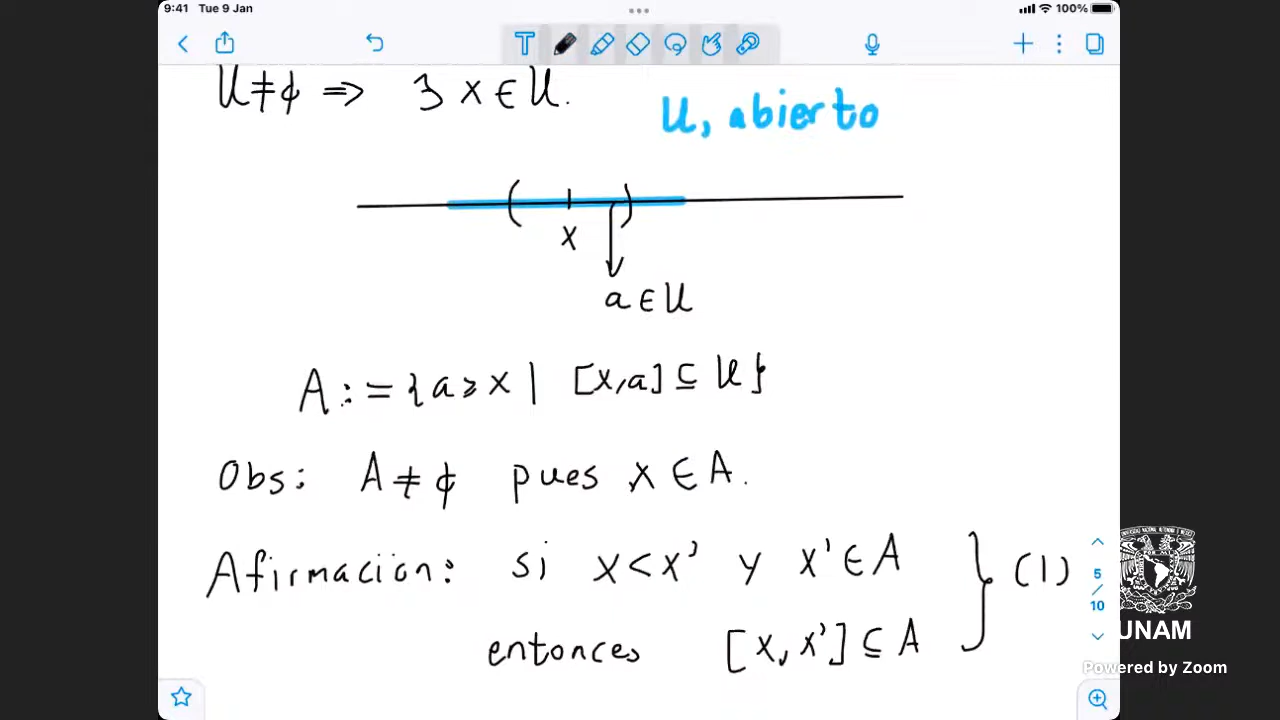 9:41 Tue 9 Jan
100%
U ≠ ∅ ⇒ ∃ x ∈ U.
U, abierto
( )
x
a ∈ U
A := { a ≥ x | [x, a] ⊆ U }
Obs: A ≠ ∅ pues x ∈ A.
Afirmación: si x < x' y x' ∈ A
entonces [x, x'] ⊆ A
} (1)
5
/
10
UNAM
Powered by Zoom